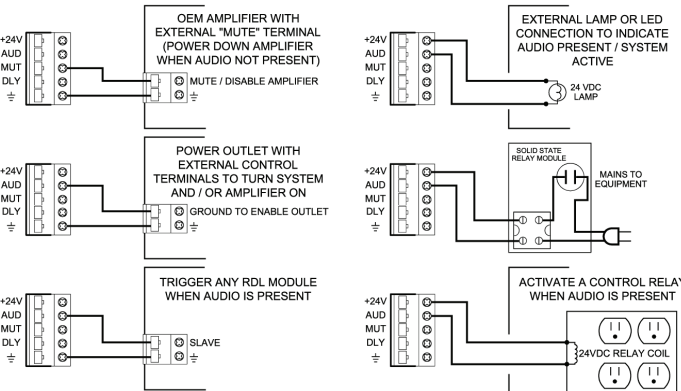 OEM AMPLIFIER WITH
EXTERNAL "MUTE" TERMINAL
(POWER DOWN AMPLIFIER
WHEN AUDIO NOT PRESENT)
+24V
AUD
MUT
DLY
MUTE / DISABLE AMPLIFIER
EXTERNAL LAMP OR LED
CONNECTION TO INDICATE
AUDIO PRESENT / SYSTEM
ACTIVE
+24V
AUD
MUT
DLY
24 VDC
LAMP
POWER OUTLET WITH
EXTERNAL CONTROL
TERMINALS TO TURN SYSTEM
AND / OR AMPLIFIER ON
+24V
AUD
MUT
DLY
GROUND TO ENABLE OUTLET
SOLID STATE
RELAY MODULE
+24V
AUD
MUT
DLY
MAINS TO
EQUIPMENT
TRIGGER ANY RDL MODULE
WHEN AUDIO IS PRESENT
+24V
AUD
MUT
DLY
SLAVE
ACTIVATE A CONTROL RELAY
WHEN AUDIO IS PRESENT
+24V
AUD
MUT
DLY
24VDC RELAY COIL